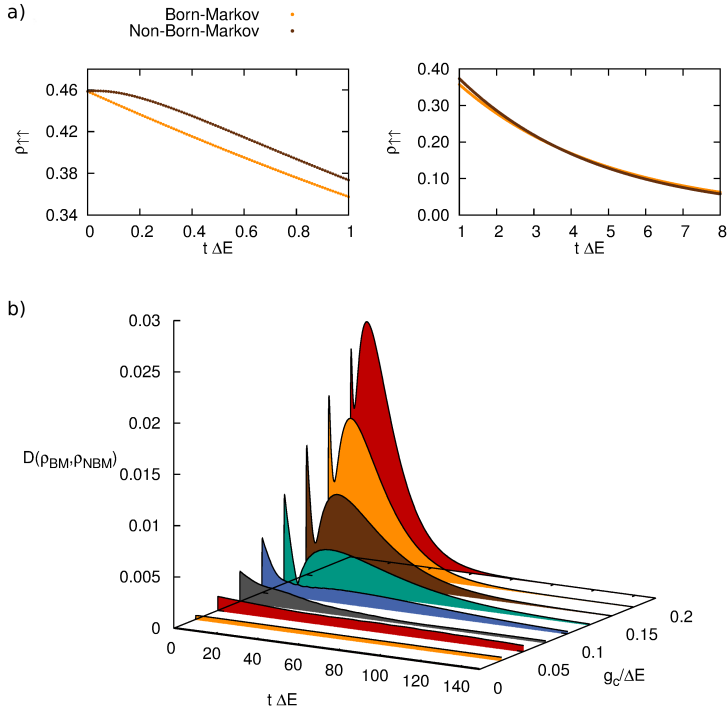 a)
Born-Markov
Non-Born-Markov
0.46
0.42
0.38
0.34
ρ↑↑
0 0.2 0.4 0.6 0.8 1
t ΔE
0.40
0.30
0.20
0.10
0.00
ρ↑↑
1 2 3 4 5 6 7 8
t ΔE
b)
0.03
0.025
0.02
0.015
D(ρBM,ρNBM)
0.01
0.005
0
0 20 40 60 80 100 120 140
t ΔE
0 0.05 0.1 0.15 0.2
gc/ΔE